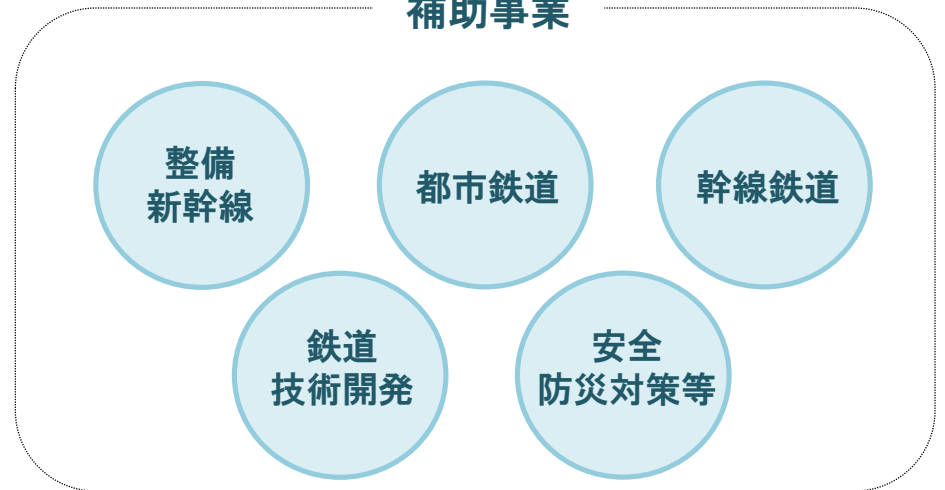 補助事業
整備
新幹線
都市鉄道
幹線鉄道
鉄道
技術開発
安全
防災対策等